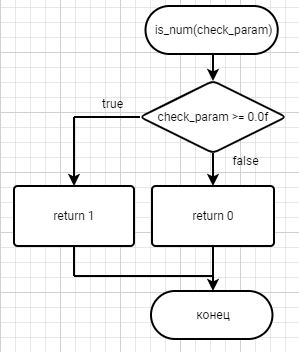 is_num(check_param)
true
check_param >= 0.0f
false
return 1
return 0
конец